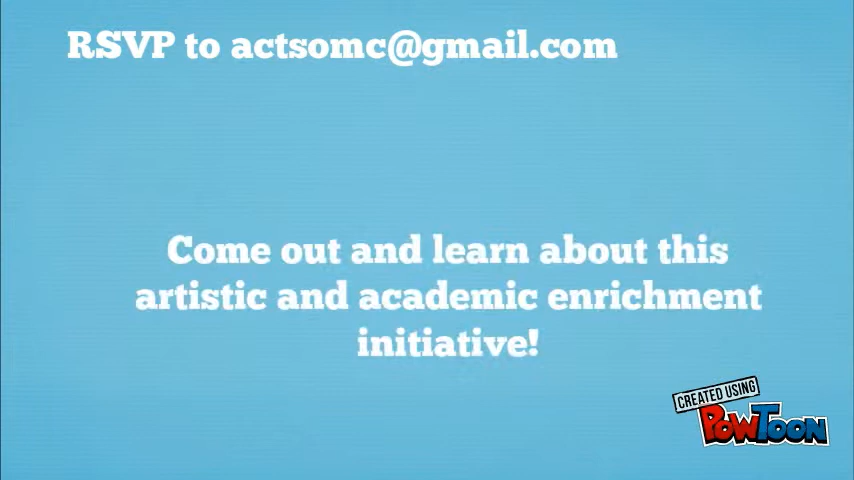 RSVP to actsomc@gmail.com
Come out and learn about this
artistic and academic enrichment
initiative!
CREATED USING
POWTOON